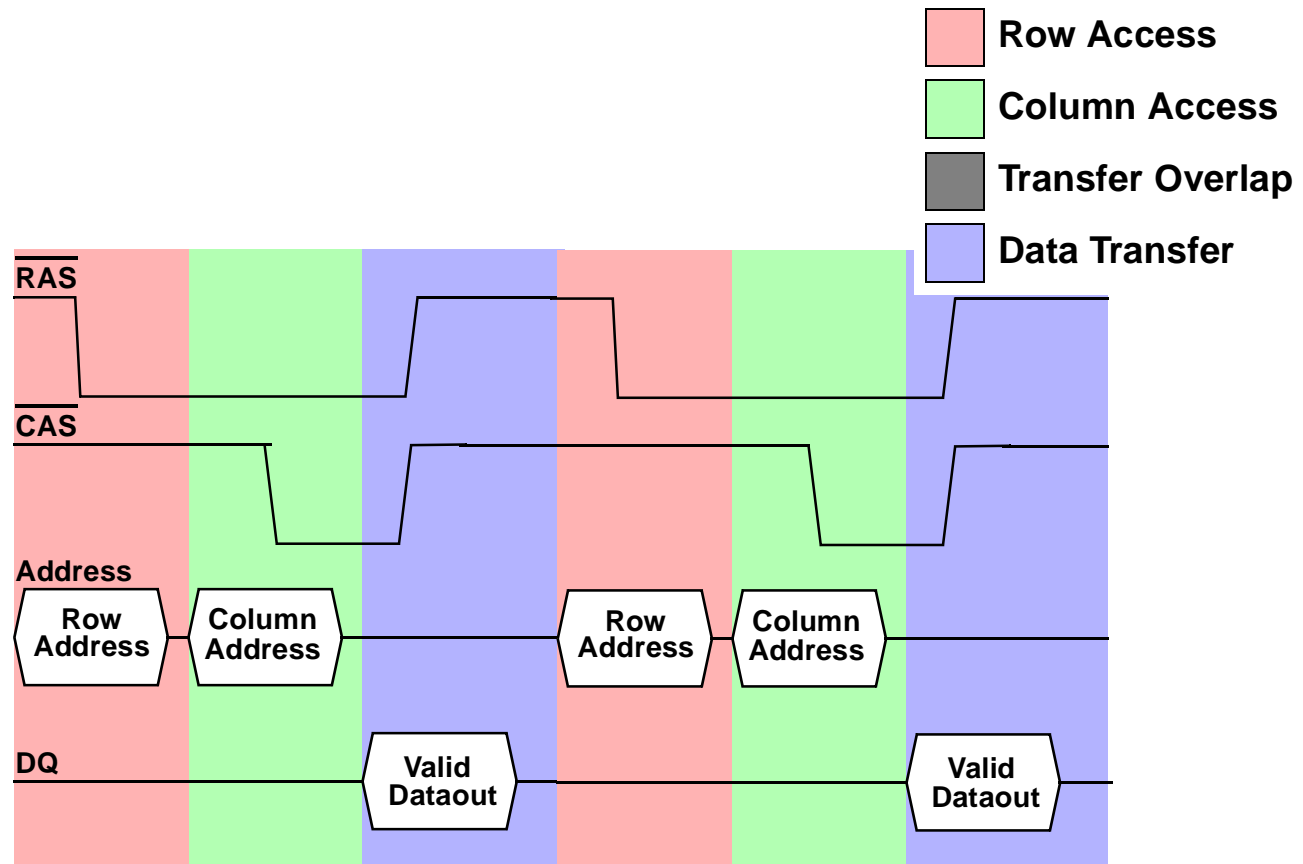 Row Access
Column Access
Transfer Overlap
Data Transfer
RAS
CAS
Address
Row
Address
Column
Address
Row
Address
Column
Address
DQ
Valid
Dataout
Valid
Dataout